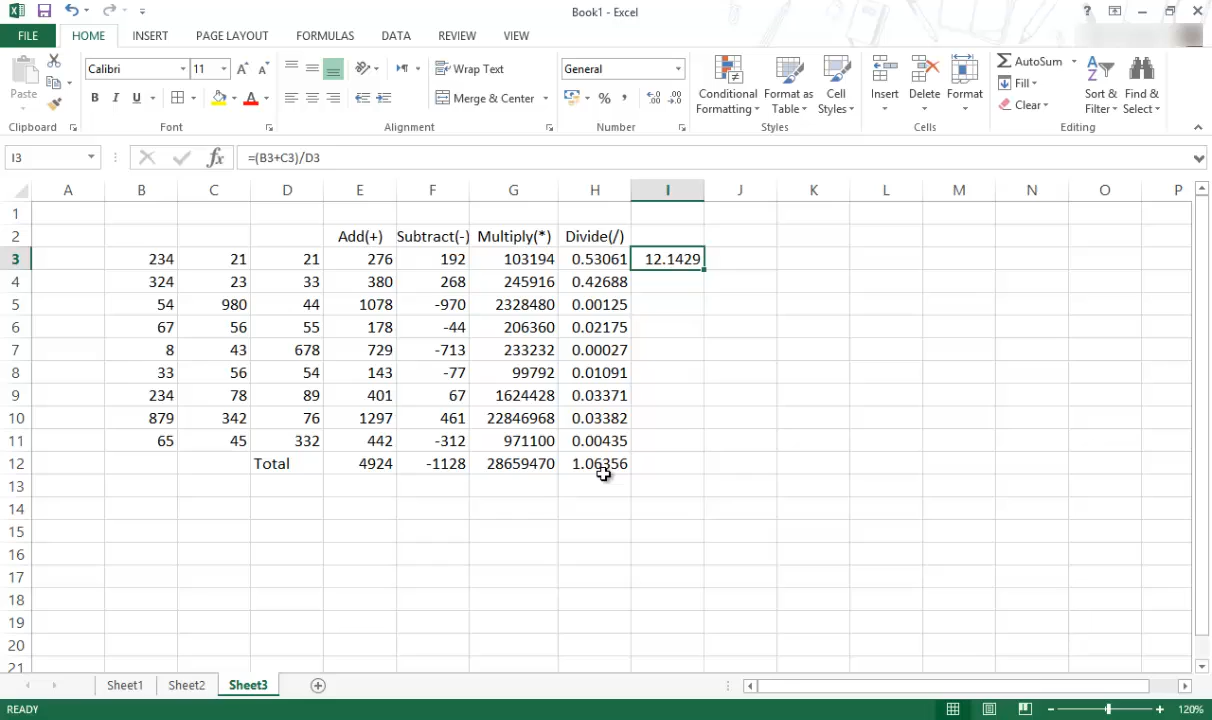 Book1 - Excel
FILE HOME INSERT PAGE LAYOUT FORMULAS DATA REVIEW VIEW
Paste
Calibri 11
B I U
Wrap Text
Merge & Center
General
Conditional Formatting
Format as Table
Cell Styles
Insert Delete Format
AutoSum
Fill
Clear
Sort & Filter
Find & Select
Clipboard Font Alignment Number Styles Cells Editing
I3 fx =(B3+C3)/D3
A B C D E F G H I J K L M N O P
1
2 Add(+) Subtract(-) Multiply(*) Divide(/)
3 234 21 21 276 192 103194 0.53061 12.1429
4 324 23 33 380 268 245916 0.42688
5 54 980 44 1078 -970 2328480 0.00125
6 67 56 55 178 -44 206360 0.02175
7 8 43 678 729 -713 233232 0.00027
8 33 56 54 143 -77 99792 0.01091
9 234 78 89 401 67 1624428 0.03371
10 879 342 76 1297 461 22846968 0.03382
11 65 45 332 442 -312 971100 0.00435
12 Total 4924 -1128 28659470 1.06356
13
14
15
16
17
18
19
20
21
Sheet1 Sheet2 Sheet3
READY 120%